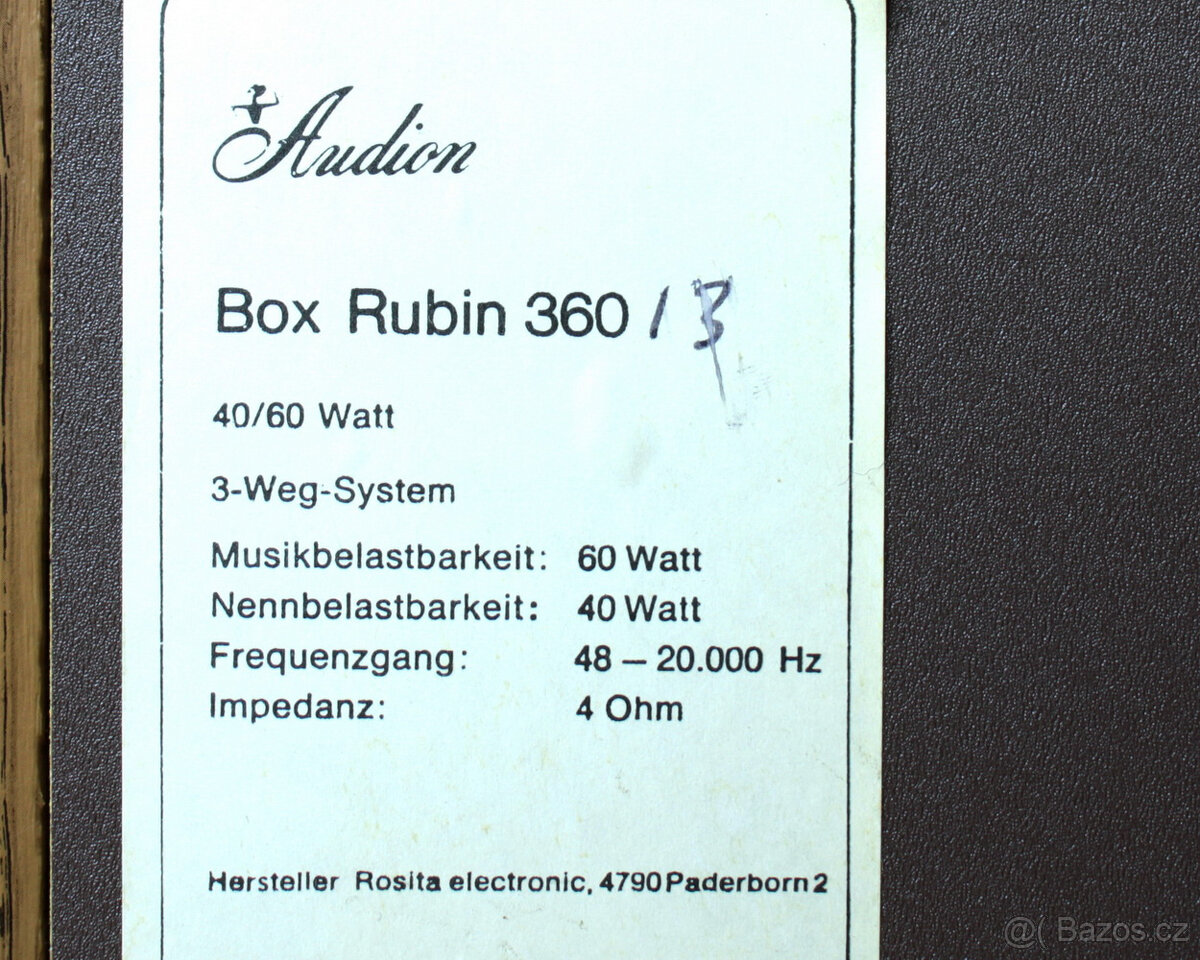 Audion
Box Rubin 360 / 3
40/60 Watt
3-Weg-System
Musikbelastbarkeit: 60 Watt
Nennbelastbarkeit: 40 Watt
Frequenzgang: 48 – 20.000 Hz
Impedanz: 4 Ohm
Hersteller Rosita electronic, 4790 Paderborn 2
@( Bazos.cz